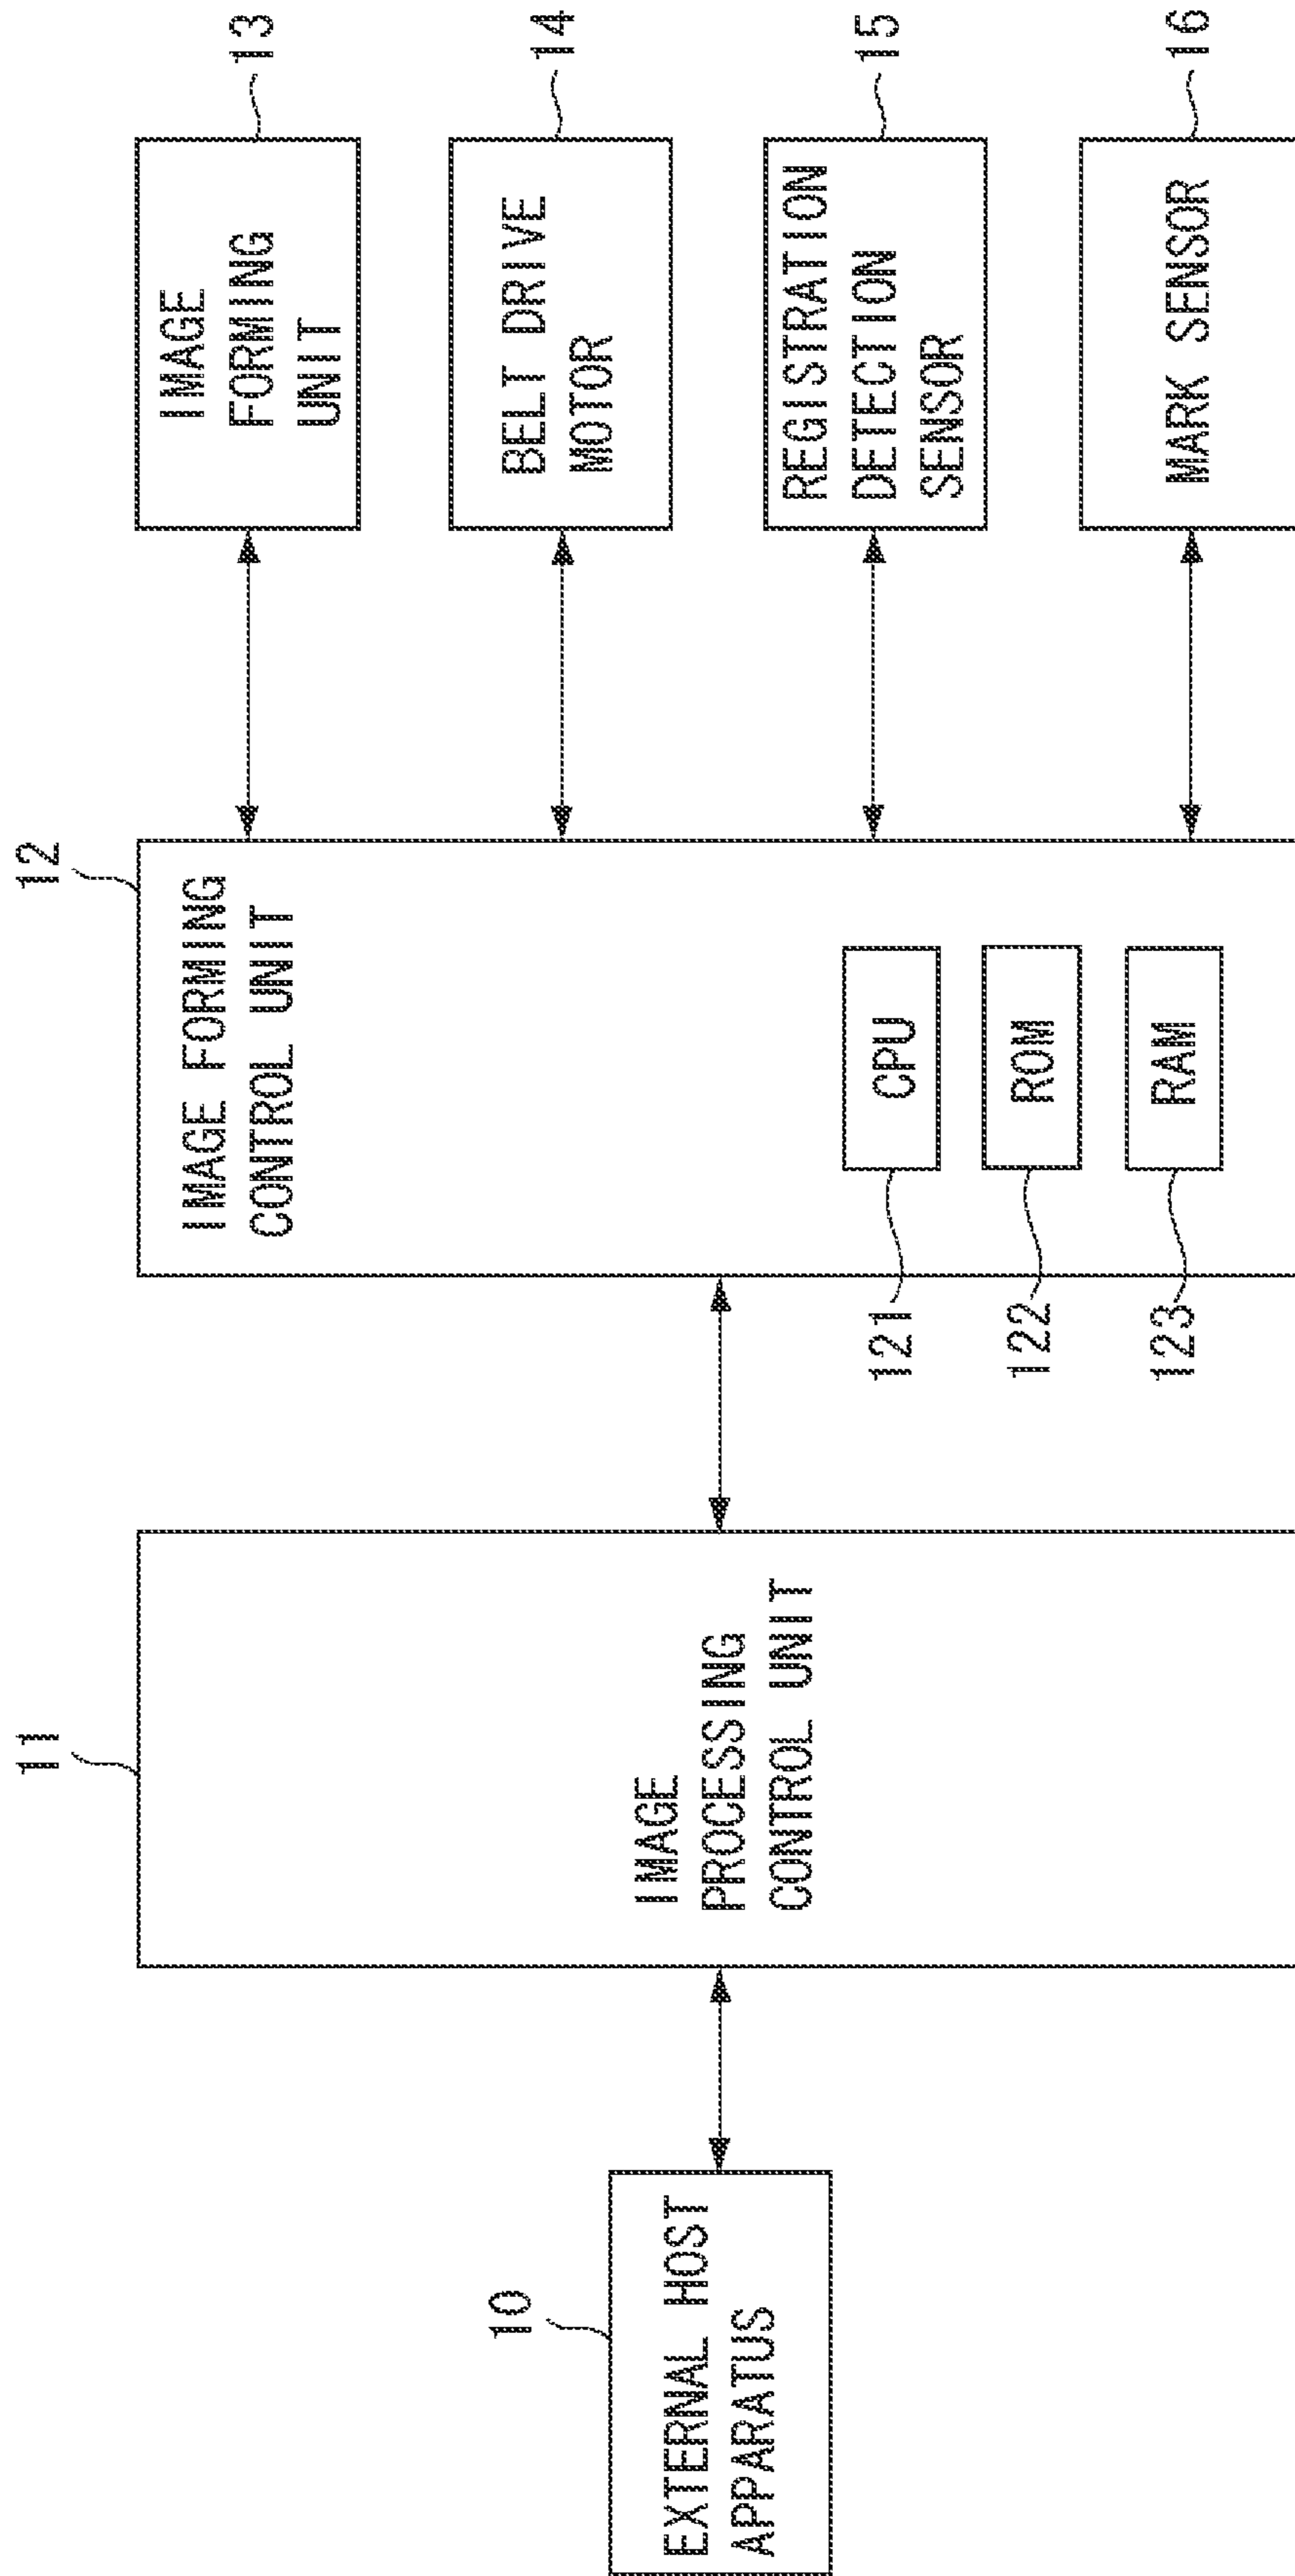 10
EXTERNAL HOST
APPARATUS
11
IMAGE
PROCESSING
CONTROL UNIT
12
IMAGE FORMING
CONTROL UNIT
121
CPU
122
ROM
123
RAM
IMAGE
FORMING
UNIT
13
BELT DRIVE
MOTOR
14
REGISTRATION
DETECTION
SENSOR
15
MARK SENSOR
16